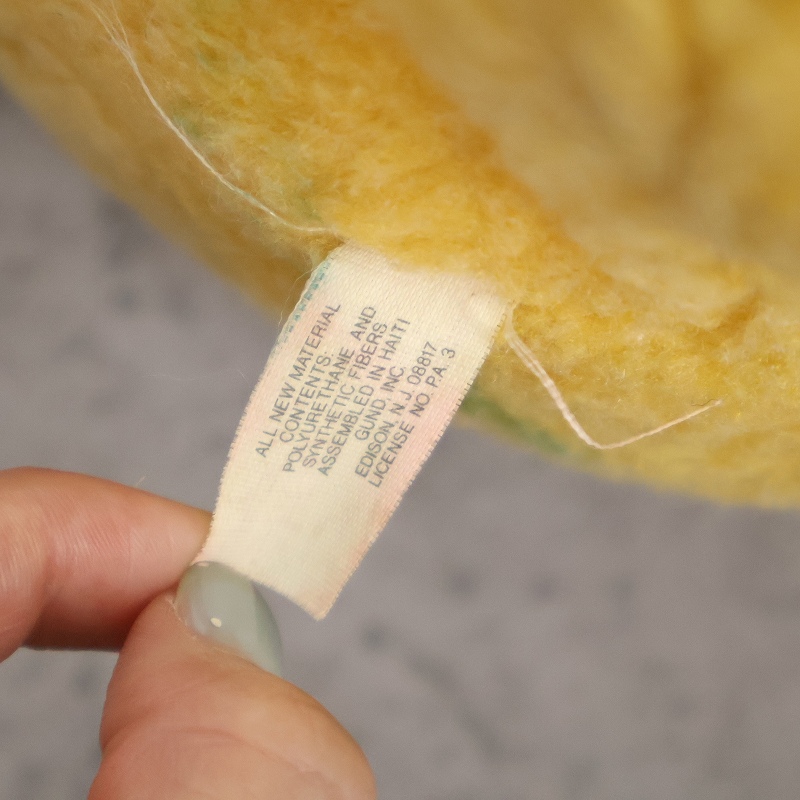 ALL NEW MATERIAL
CONTENTS:
POLYURETHANE AND
SYNTHETIC FIBERS
ASSEMBLED IN HAITI
GUND, INC.
EDISON, N.J. 08817
LICENSE NO. PA. 3